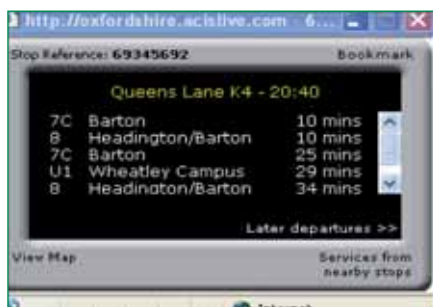 http://oxfordshire.acislive.com - 6...
Stop Reference: 69345692 Bookmark
Queens Lane K4 - 20:40
7C Barton 10 mins
8 Headington/Barton 10 mins
7C Barton 25 mins
U1 Wheatley Campus 29 mins
8 Headington/Barton 34 mins
Later departures >>
View Map Services from
nearby stops
Internet